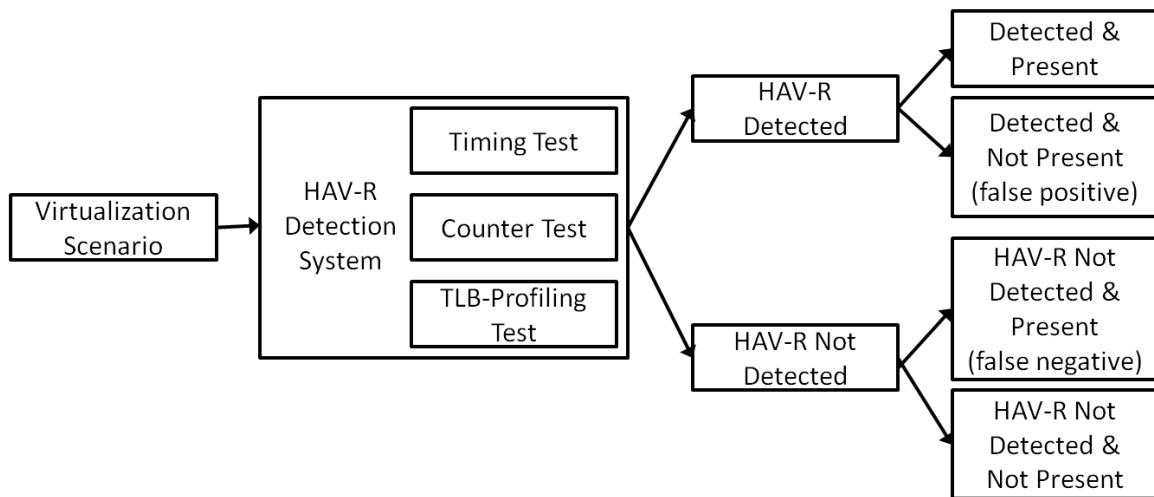 Virtualization
Scenario
HAV-R
Detection
System
Timing Test
Counter Test
TLB-Profiling
Test
HAV-R
Detected
HAV-R Not
Detected
Detected &
Present
Detected &
Not Present
(false positive)
HAV-R Not
Detected &
Present
(false negative)
HAV-R Not
Detected &
Not Present